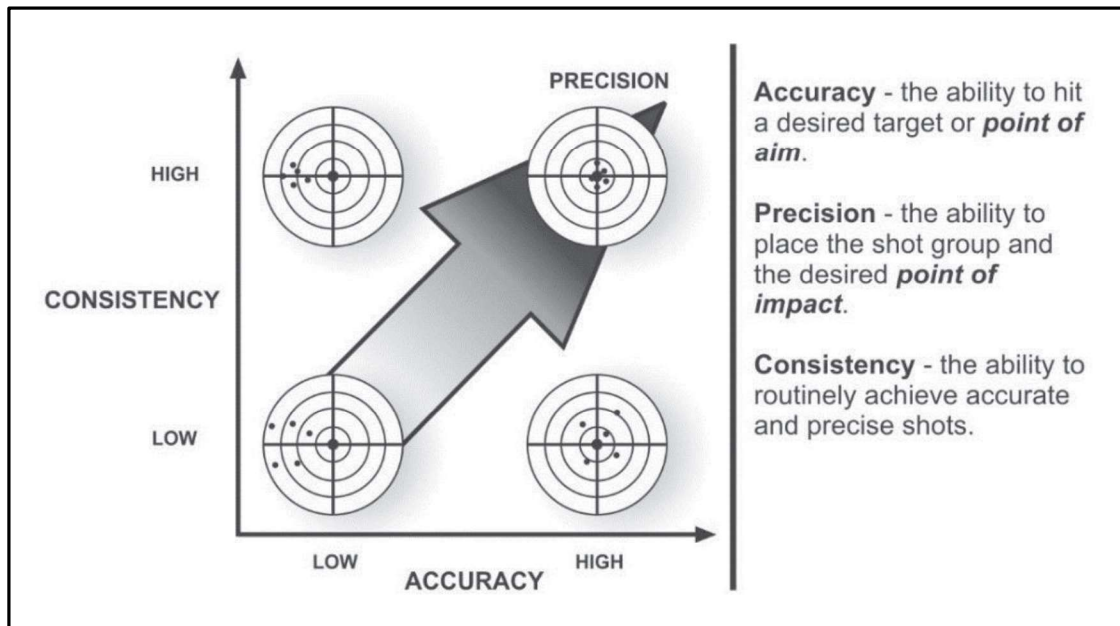 PRECISION
HIGH
CONSISTENCY
LOW
LOW
HIGH
ACCURACY
Accuracy - the ability to hit
a desired target or point of
aim.
Precision - the ability to
place the shot group and
the desired point of
impact.
Consistency - the ability to
routinely achieve accurate
and precise shots.